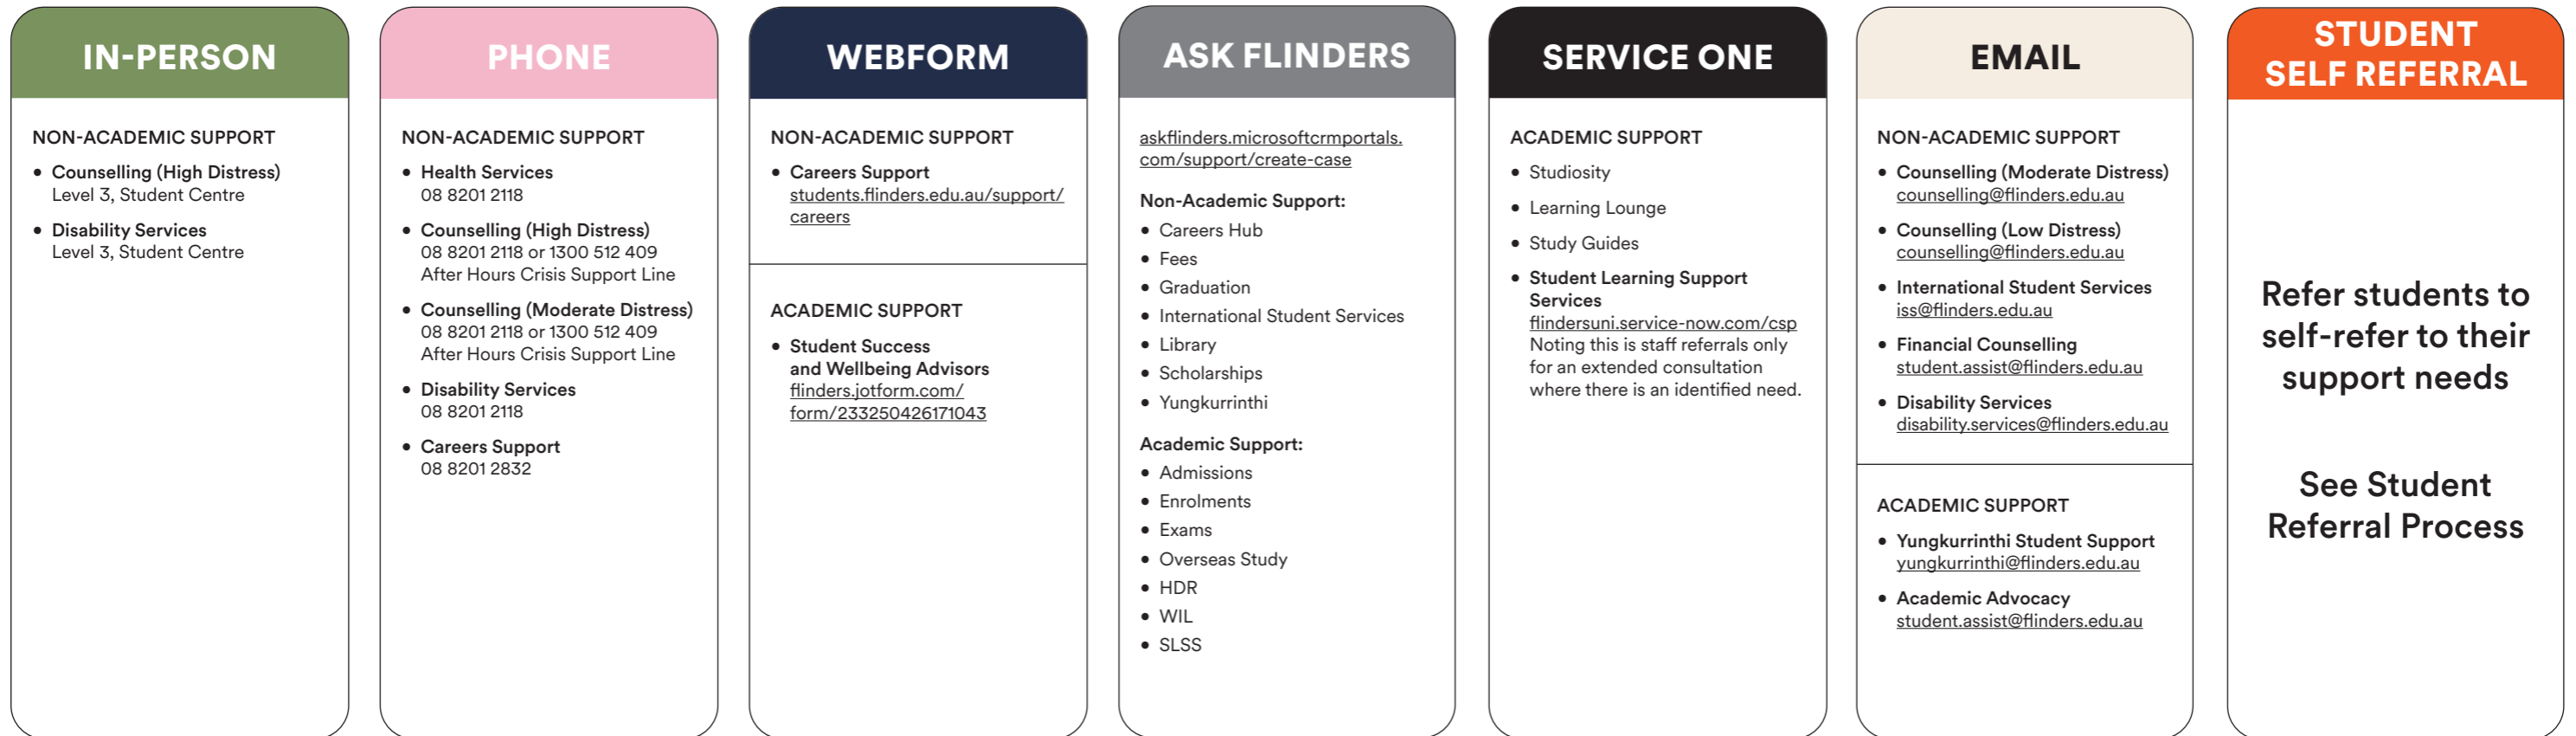 IN-PERSON
NON-ACADEMIC SUPPORT
• Counselling (High Distress)
Level 3, Student Centre
• Disability Services
Level 3, Student Centre
PHONE
NON-ACADEMIC SUPPORT
• Health Services
08 8201 2118
• Counselling (High Distress)
08 8201 2118 or 1300 512 409
After Hours Crisis Support Line
• Counselling (Moderate Distress)
08 8201 2118 or 1300 512 409
After Hours Crisis Support Line
• Disability Services
08 8201 2118
• Careers Support
08 8201 2832
WEBFORM
NON-ACADEMIC SUPPORT
• Careers Support
students.flinders.edu.au/support/
careers
ACADEMIC SUPPORT
• Student Success
and Wellbeing Advisors
flinders.jotform.com/
form/233250426171043
ASK FLINDERS
askflinders.microsoftcrmportals.
com/support/create-case
Non-Academic Support:
• Careers Hub
• Fees
• Graduation
• International Student Services
• Library
• Scholarships
• Yungkurrinthi
Academic Support:
• Admissions
• Enrolments
• Exams
• Overseas Study
• HDR
• WIL
• SLSS
SERVICE ONE
ACADEMIC SUPPORT
• Studiosity
• Learning Lounge
• Study Guides
• Student Learning Support
Services
flindersuni.service-now.com/csp
Noting this is staff referrals only
for an extended consultation
where there is an identified need.
EMAIL
NON-ACADEMIC SUPPORT
• Counselling (Moderate Distress)
counselling@flinders.edu.au
• Counselling (Low Distress)
counselling@flinders.edu.au
• International Student Services
iss@flinders.edu.au
• Financial Counselling
student.assist@flinders.edu.au
• Disability Services
disability.services@flinders.edu.au
ACADEMIC SUPPORT
• Yungkurrinthi Student Support
yungkurrinthi@flinders.edu.au
• Academic Advocacy
student.assist@flinders.edu.au
STUDENT
SELF REFERRAL
Refer students to
self-refer to their
support needs
See Student
Referral Process